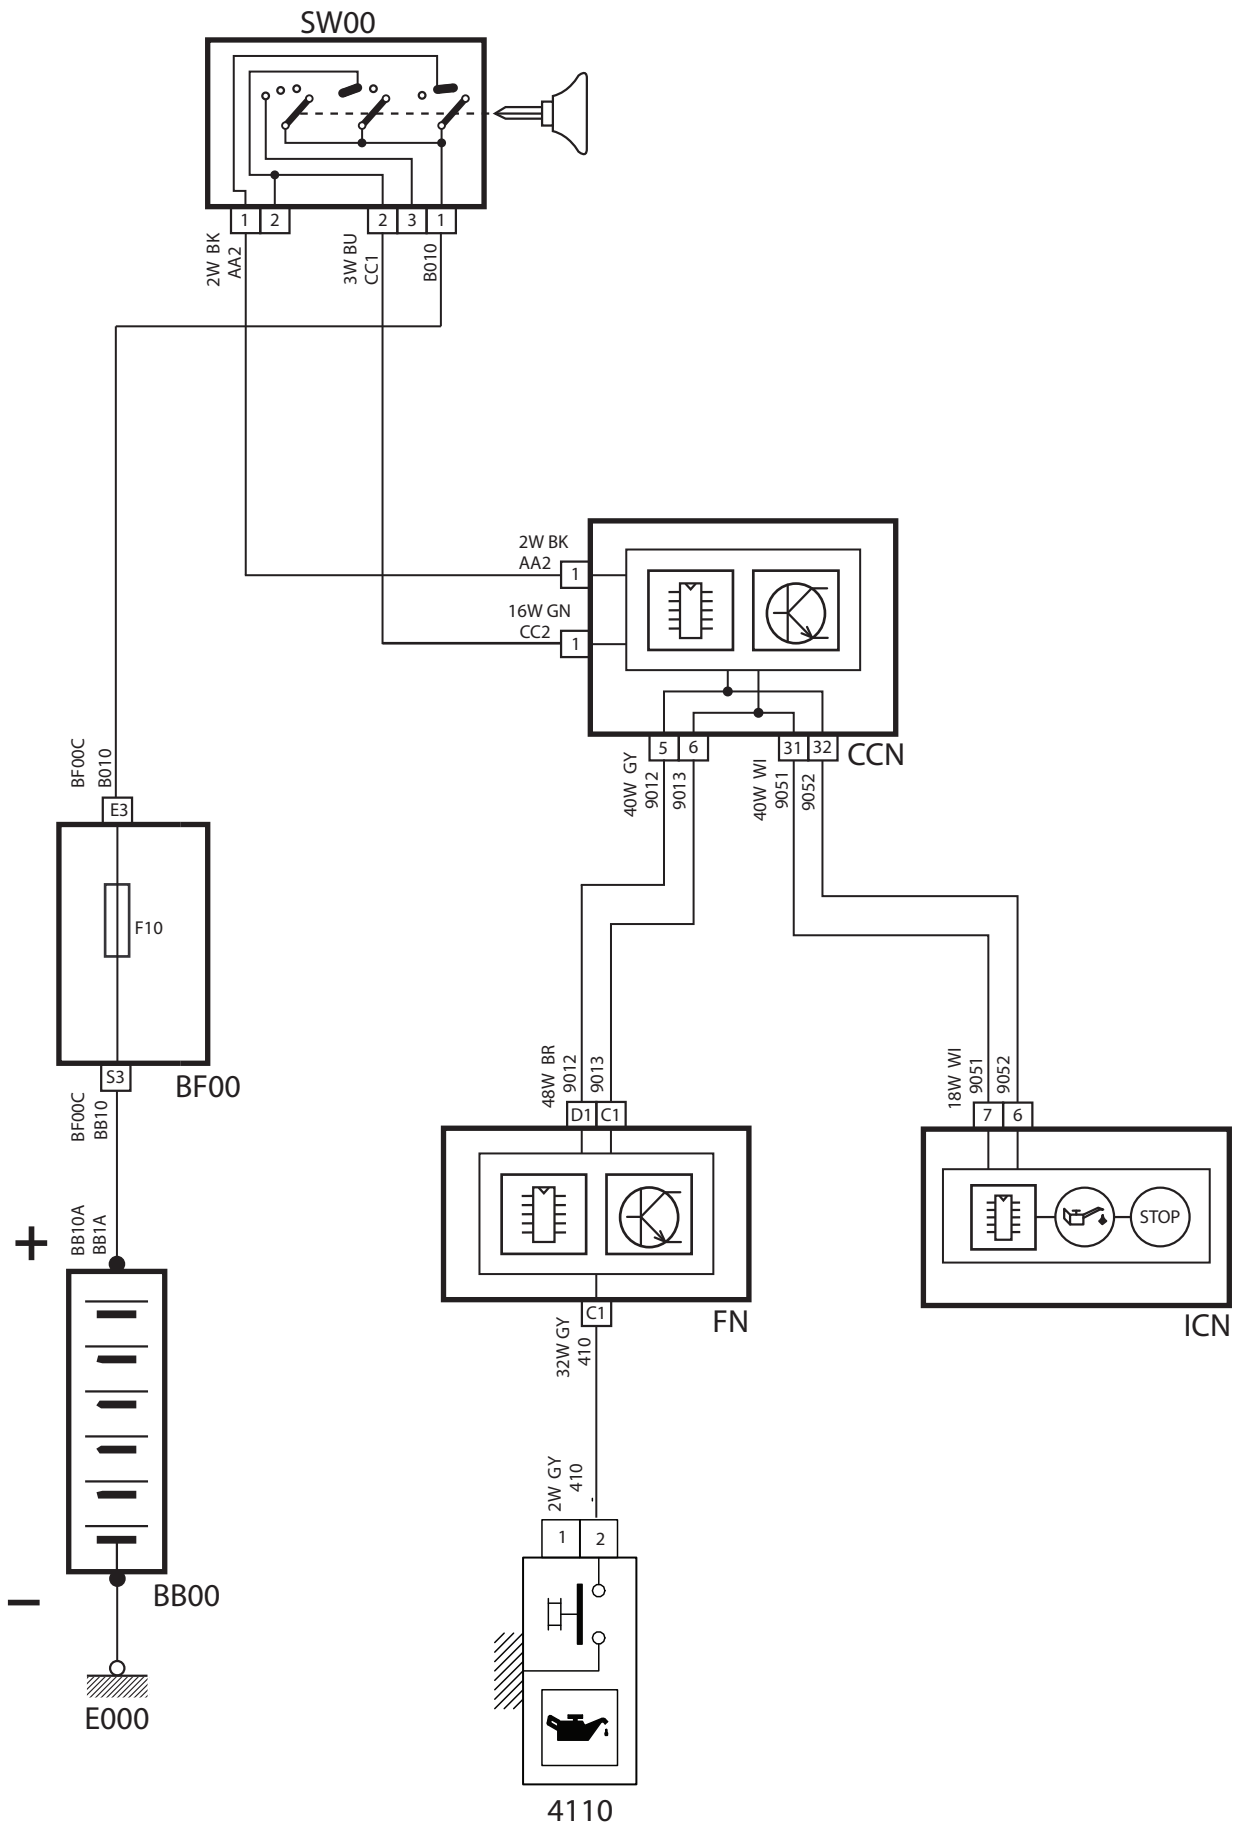 SW00
1 2 2 3 1
2W BK
AA2
3W BU
CC1
B010
2W BK
AA2
1
16W GN
CC2
1
5 6 31 32
CCN
40W GY
9012
9013
40W WI
9051
9052
BF00C
B010
E3
F10
S3
BF00
BF00C
BB10
48W BR
9012
9013
D1 C1
18W WI
9051
9052
7 6
STOP
ICN
C1
FN
32W GY
410
BB10A
BB1A
+
−
BB00
E000
2W GY
410
1 2
4110